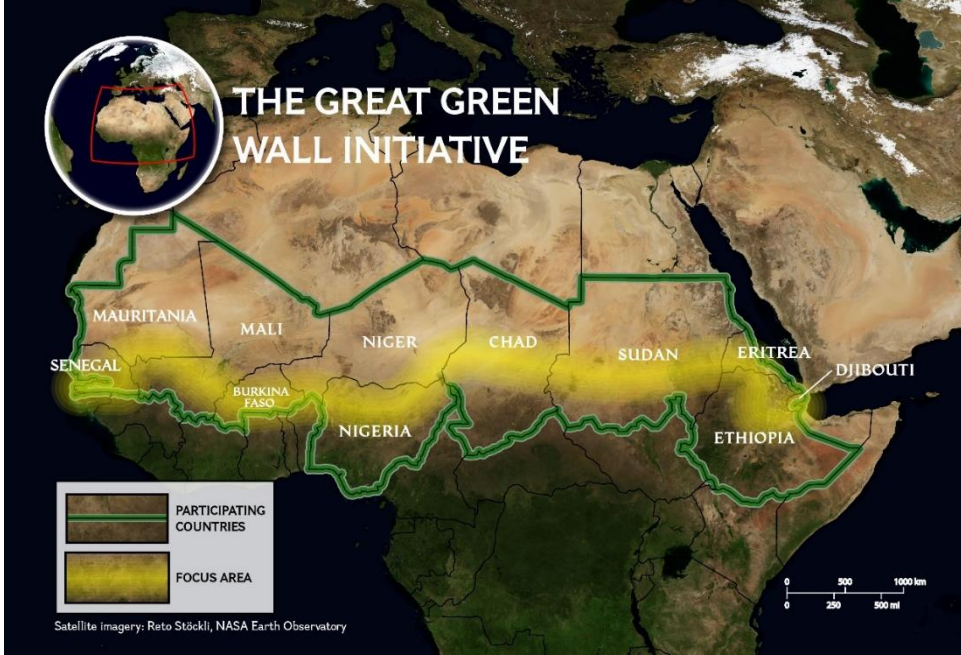 THE GREAT GREEN
WALL INITIATIVE
MAURITANIA
MALI
NIGER
CHAD
SUDAN
ERITREA
SENEGAL
DJIBOUTI
BURKINA
FASO
NIGERIA
ETHIOPIA
PARTICIPATING
COUNTRIES
FOCUS AREA
0 500 1000 km
0 250 500 mi
Satellite imagery: Reto Stöckli, NASA Earth Observatory